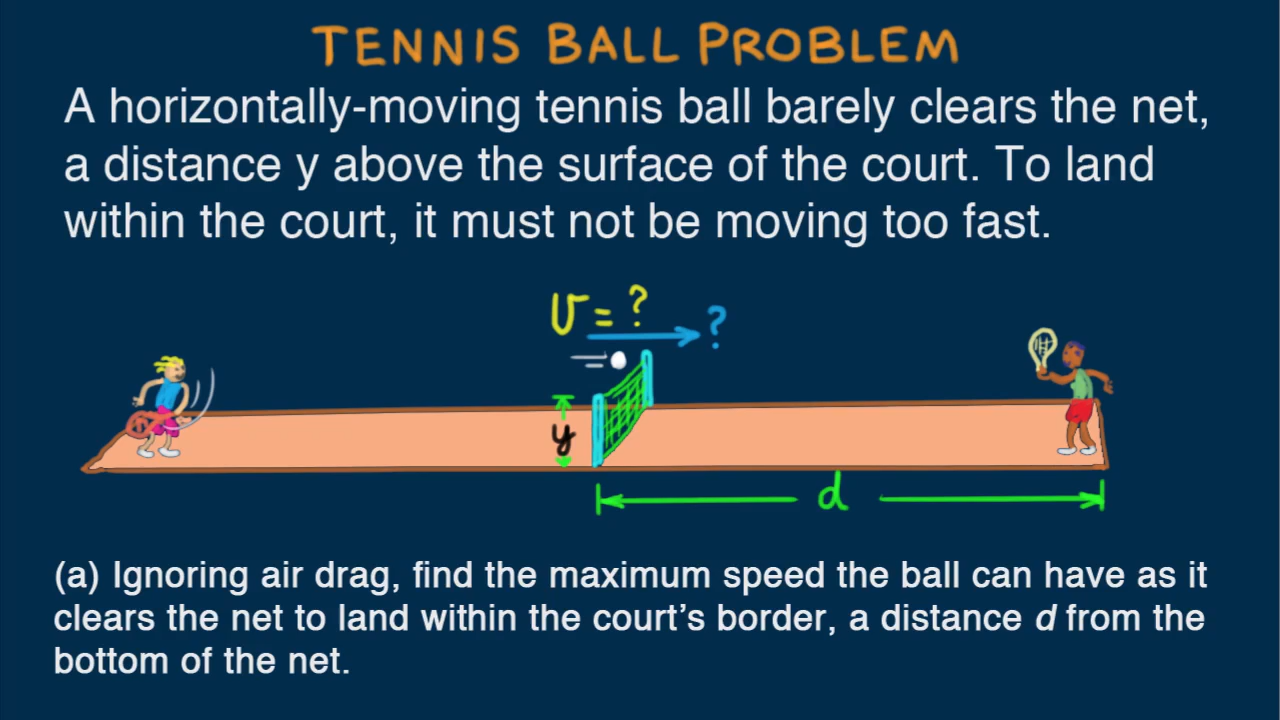 TENNIS BALL PROBLEM
A horizontally-moving tennis ball barely clears the net,
a distance y above the surface of the court. To land
within the court, it must not be moving too fast.
v = ?
?
y
d
(a) Ignoring air drag, find the maximum speed the ball can have as it
clears the net to land within the court’s border, a distance d from the
bottom of the net.